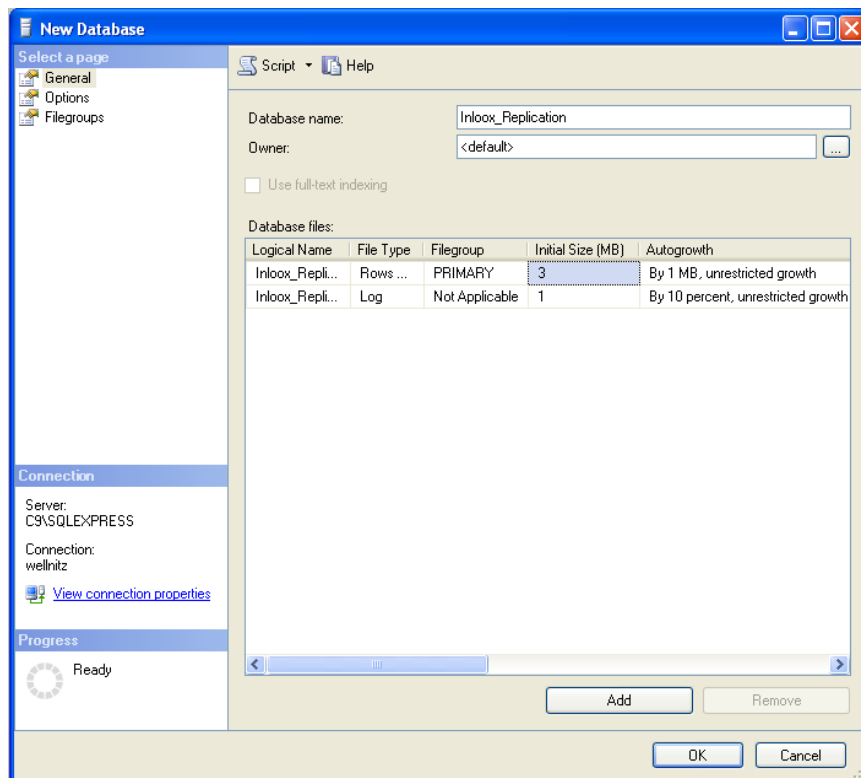 New Database
Select a page
General
Options
Filegroups
Script
Help
Database name:
Inloox_Replication
Owner:
<default>
...
Use full-text indexing
Database files:
Logical Name File Type Filegroup Initial Size (MB) Autogrowth
Inloox_Repli... Rows ... PRIMARY 3 By 1 MB, unrestricted growth
Inloox_Repli... Log Not Applicable 1 By 10 percent, unrestricted growth
Connection
Server:
C9\SQLEXPRESS
Connection:
wellnitz
View connection properties
Progress
Ready
Add Remove
OK Cancel